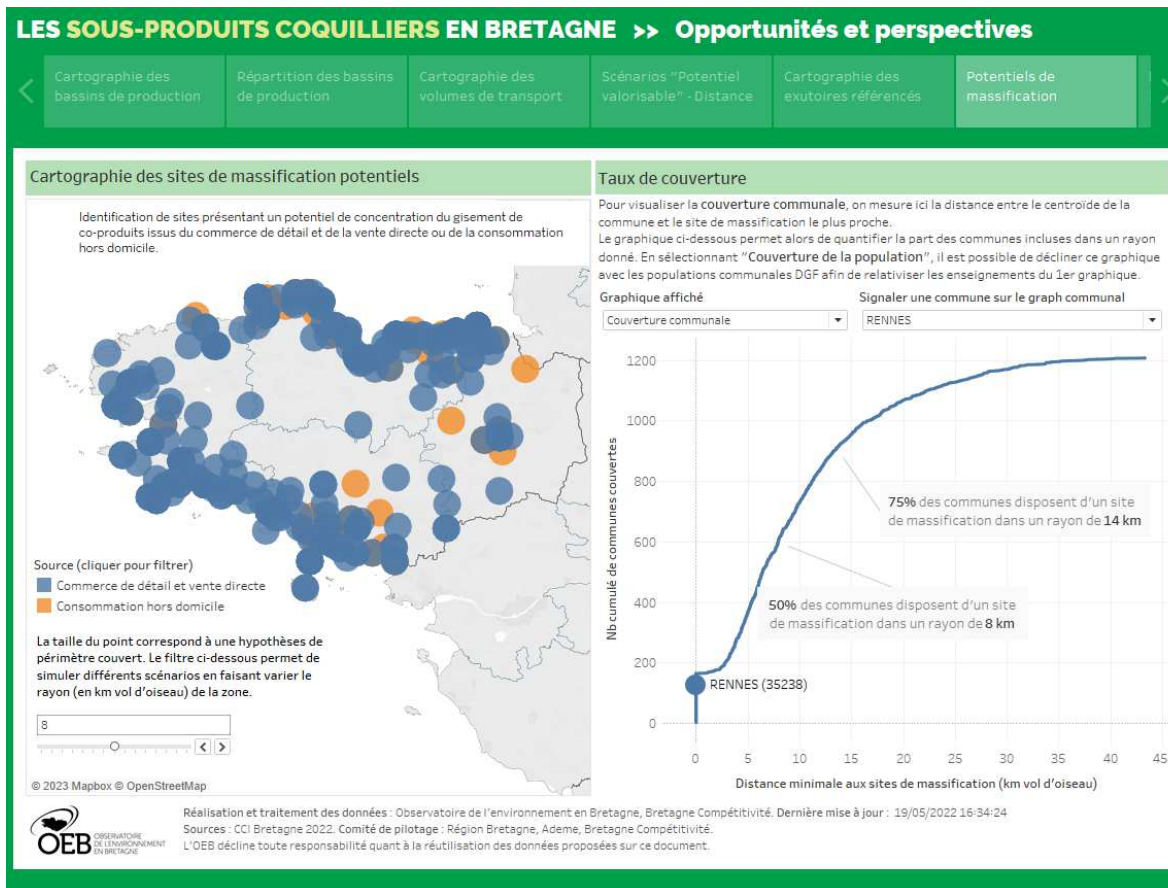 LES SOUS-PRODUITS COQUILLIERS EN BRETAGNE >> Opportunités et perspectives
Cartographie des
bassins de production
Répartition des bassins
de production
Cartographie des
volumes de transport
Scénarios "Potentiel
valorisable" - Distance
Cartographie des
exutoires référencés
Potentiels de
massification
Cartographie des sites de massification potentiels
Identification de sites présentant un potentiel de concentration du gisement de
co-produits issus du commerce de détail et de la vente directe ou de la consommation
hors domicile.
Source (cliquer pour filtrer)
Commerce de détail et vente directe
Consommation hors domicile
La taille du point correspond à une hypothèses de
périmètre couvert. Le filtre ci-dessous permet de
simuler différents scénarios en faisant varier le
rayon (en km vol d'oiseau) de la zone.
8
© 2023 Mapbox © OpenStreetMap
Taux de couverture
Pour visualiser la couverture communale, on mesure ici la distance entre le centroïde de la
commune et le site de massification le plus proche.
Le graphique ci-dessous permet alors de quantifier la part des communes incluses dans un rayon
donné. En sélectionnant "Couverture de la population", il est possible de décliner ce graphique
avec les populations communales DGF afin de relativiser les enseignements du 1er graphique.
Graphique affiché
Couverture communale
Signaler une commune sur le graph communal
RENNES
Nb cumulé de communes couvertes
1200
1000
800
600
400
200
0
75% des communes disposent d'un site
de massification dans un rayon de 14 km
50% des communes disposent d'un site
de massification dans un rayon de 8 km
RENNES (35238)
0 5 10 15 20 25 30 35 40 45
Distance minimale aux sites de massification (km vol d'oiseau)
OEB
OBSERVATOIRE
DE L'ENVIRONNEMENT
EN BRETAGNE
Réalisation et traitement des données : Observatoire de l'environnement en Bretagne, Bretagne Compétitivité. Dernière mise à jour : 19/05/2022 16:34:24
Sources : CCI Bretagne 2022. Comité de pilotage : Région Bretagne, Ademe, Bretagne Compétitivité.
L'OEB décline toute responsabilité quant à la réutilisation des données proposées sur ce document.